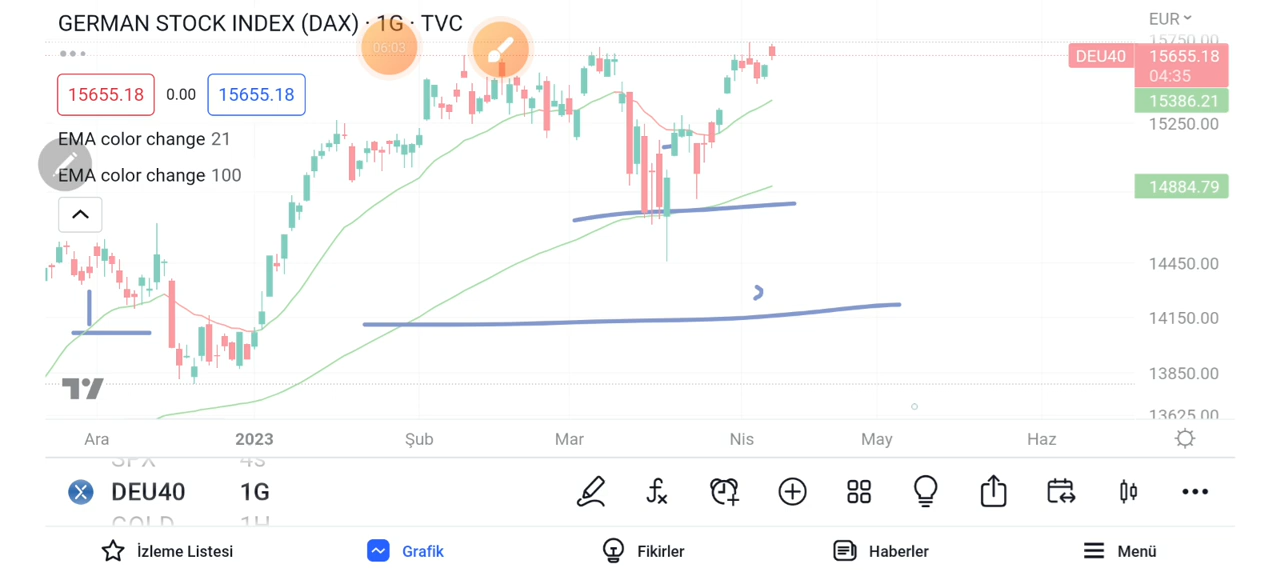 GERMAN STOCK INDEX (DAX) · 1G · TVC
EUR
15750.00
06:03
DEU40 15655.18
04:35
15655.18 0.00 15655.18
15386.21
15250.00
EMA color change 21
EMA color change 100
14884.79
14450.00
14150.00
13850.00
13625.00
Ara 2023 Şub Mar Nis May Haz
SPX 4s
DEU40 1G
GOLD 1H
İzleme Listesi Grafik Fikirler Haberler Menü